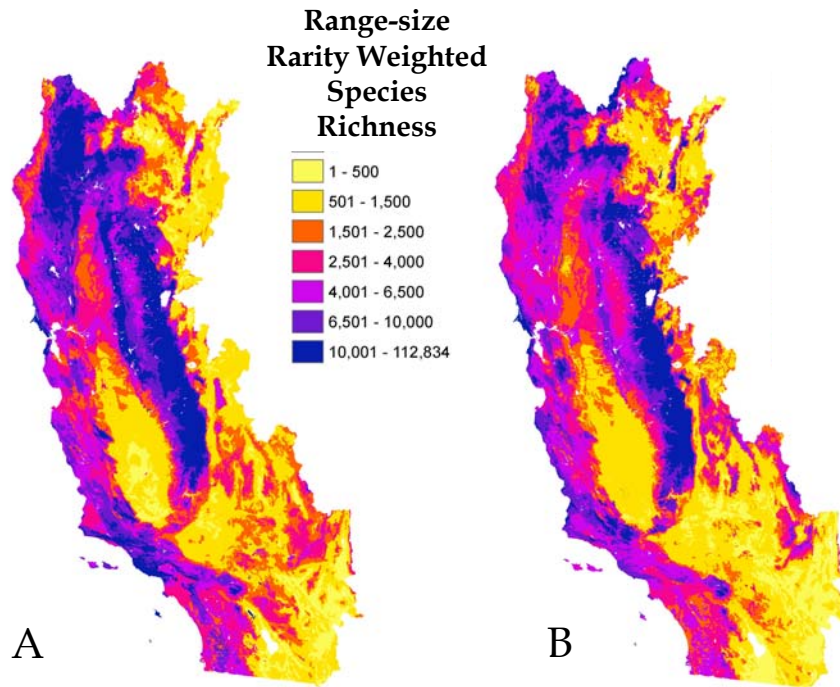 Range-size
Rarity Weighted
Species
Richness
1 - 500
501 - 1,500
1,501 - 2,500
2,501 - 4,000
4,001 - 6,500
6,501 - 10,000
10,001 - 112,834
A
B